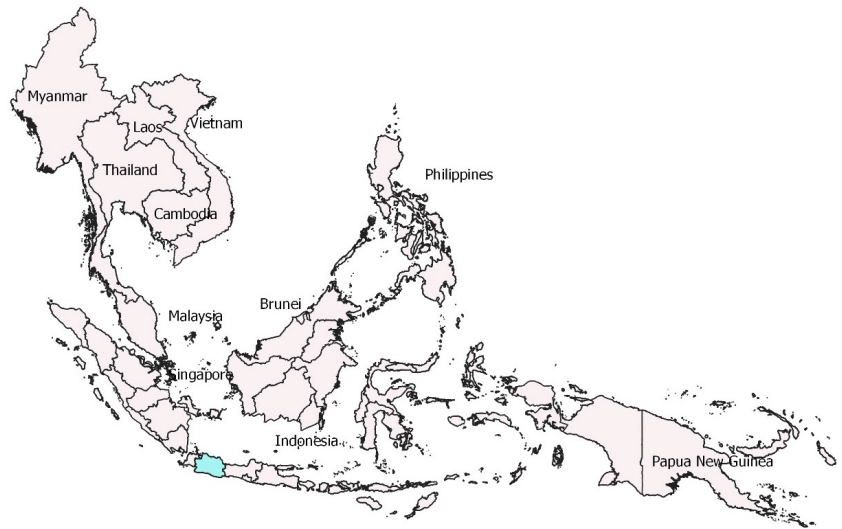 Myanmar
Laos
Vietnam
Thailand
Philippines
Cambodia
Brunei
Malaysia
Singapore
Indonesia
Papua New Guinea